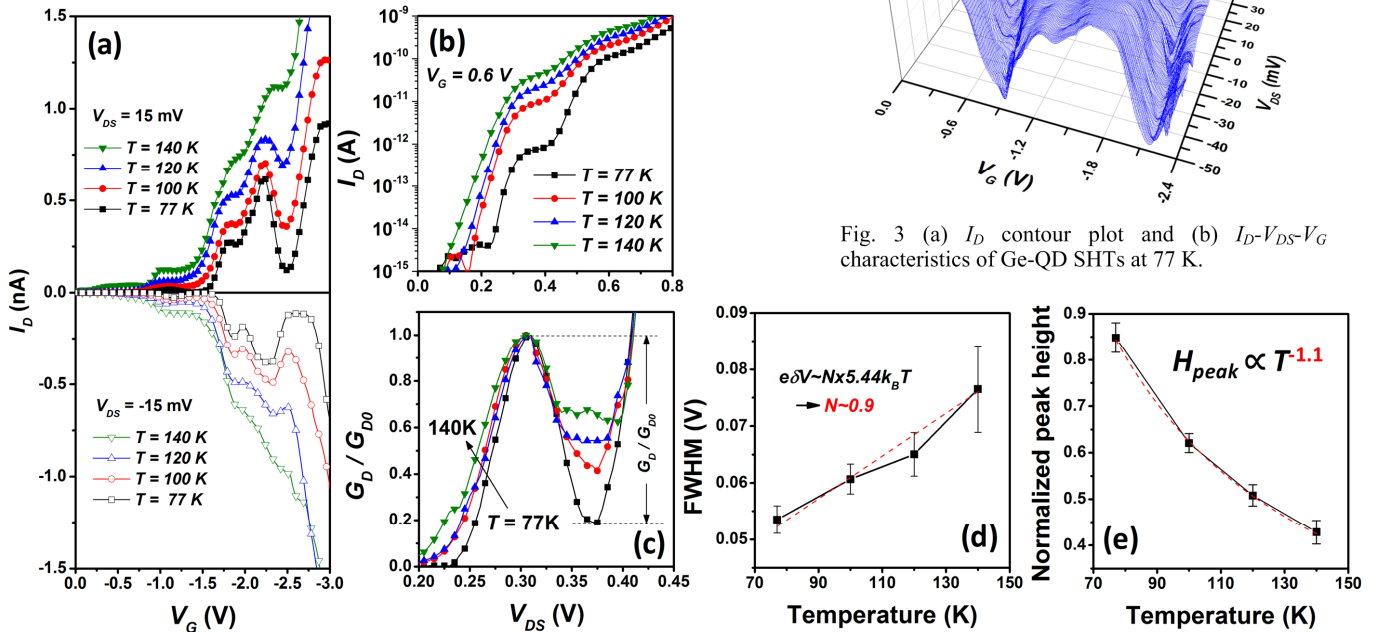 (a)
V_DS = 15 mV
T = 140 K
T = 120 K
T = 100 K
T = 77 K
V_DS = -15 mV
T = 140 K
T = 120 K
T = 100 K
T = 77 K
1.5
1.0
0.5
0.0
-0.5
-1.0
-1.5
I_D (nA)
0.0 -0.5 -1.0 -1.5 -2.0 -2.5 -3.0
V_G (V)
(b)
V_G = 0.6 V
T = 77 K
T = 100 K
T = 120 K
T = 140 K
10^-9
10^-10
10^-11
10^-12
10^-13
10^-14
10^-15
I_D (A)
0.0 0.2 0.4 0.6 0.8
1.0
0.8
0.6
0.4
0.2
0.0
G_D / G_D0
140K
T = 77K
G_D / G_D0
(c)
0.20 0.25 0.30 0.35 0.40 0.45
V_DS (V)
30
20
10
0
-10
-20
-30
-40
-50
V_DS (mV)
0.0
-0.6
-1.2
-1.8
-2.4
V_G (V)
Fig. 3 (a) I_D contour plot and (b) I_D-V_DS-V_G
characteristics of Ge-QD SHTs at 77 K.
0.09
0.08
0.07
0.06
0.05
FWHM (V)
eδV~Nx5.44k_BT
→ N~0.9
(d)
70 100 130 150
Temperature (K)
0.9
0.8
0.7
0.6
0.5
0.4
Normalized peak height
H_peak ∝ T^-1.1
(e)
70 100 130 150
Temperature (K)